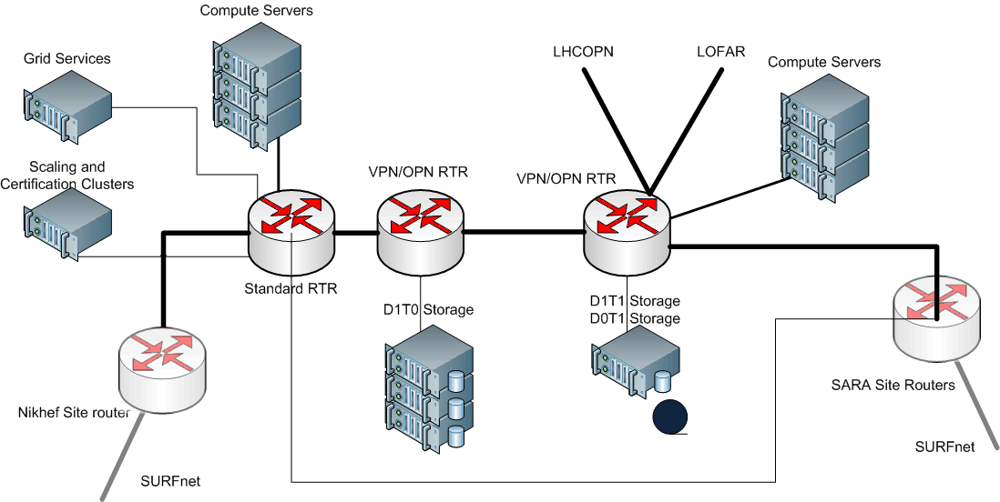 Compute Servers
Grid Services
LHCOPN
LOFAR
Compute Servers
Scaling and
Certification Clusters
VPN/OPN RTR
VPN/OPN RTR
Standard RTR
D1T0 Storage
D1T1 Storage
D0T1 Storage
SARA Site Routers
Nikhef Site router
SURFnet
SURFnet